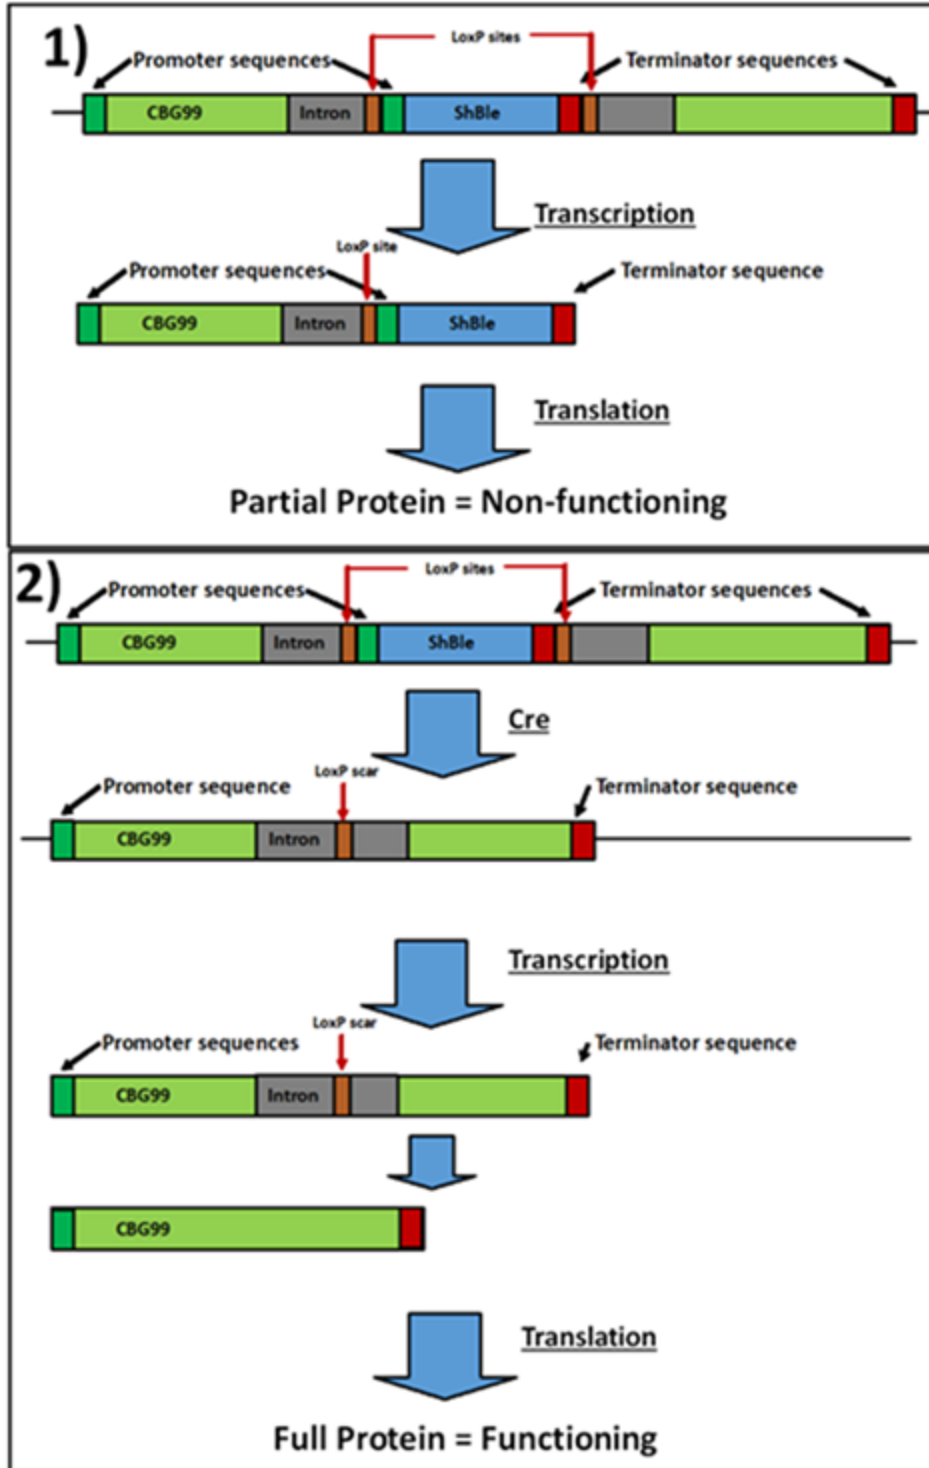 1)
LoxP sites
Promoter sequences
Terminator sequences
CBG99 Intron ShBle
Transcription
LoxP site
Promoter sequences
Terminator sequence
CBG99 Intron ShBle
Translation
Partial Protein = Non-functioning
2)
LoxP sites
Promoter sequences
Terminator sequences
CBG99 Intron ShBle
Cre
LoxP scar
Promoter sequence
Terminator sequence
CBG99 Intron
Transcription
LoxP scar
Promoter sequences
Terminator sequence
CBG99 Intron
CBG99
Translation
Full Protein = Functioning